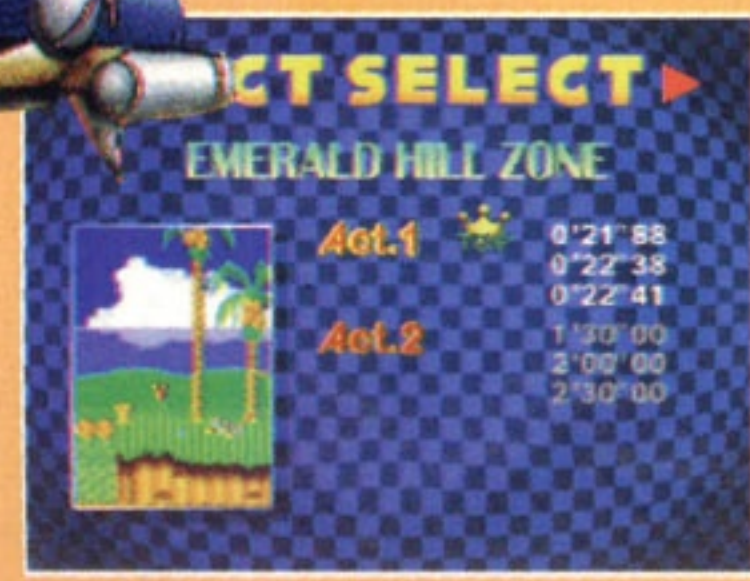 CT SELECT
EMERALD HILL ZONE
Act.1
0'21"88
0'22"38
0'22"41
Act.2
1'30"00
2'00"00
2'30"00